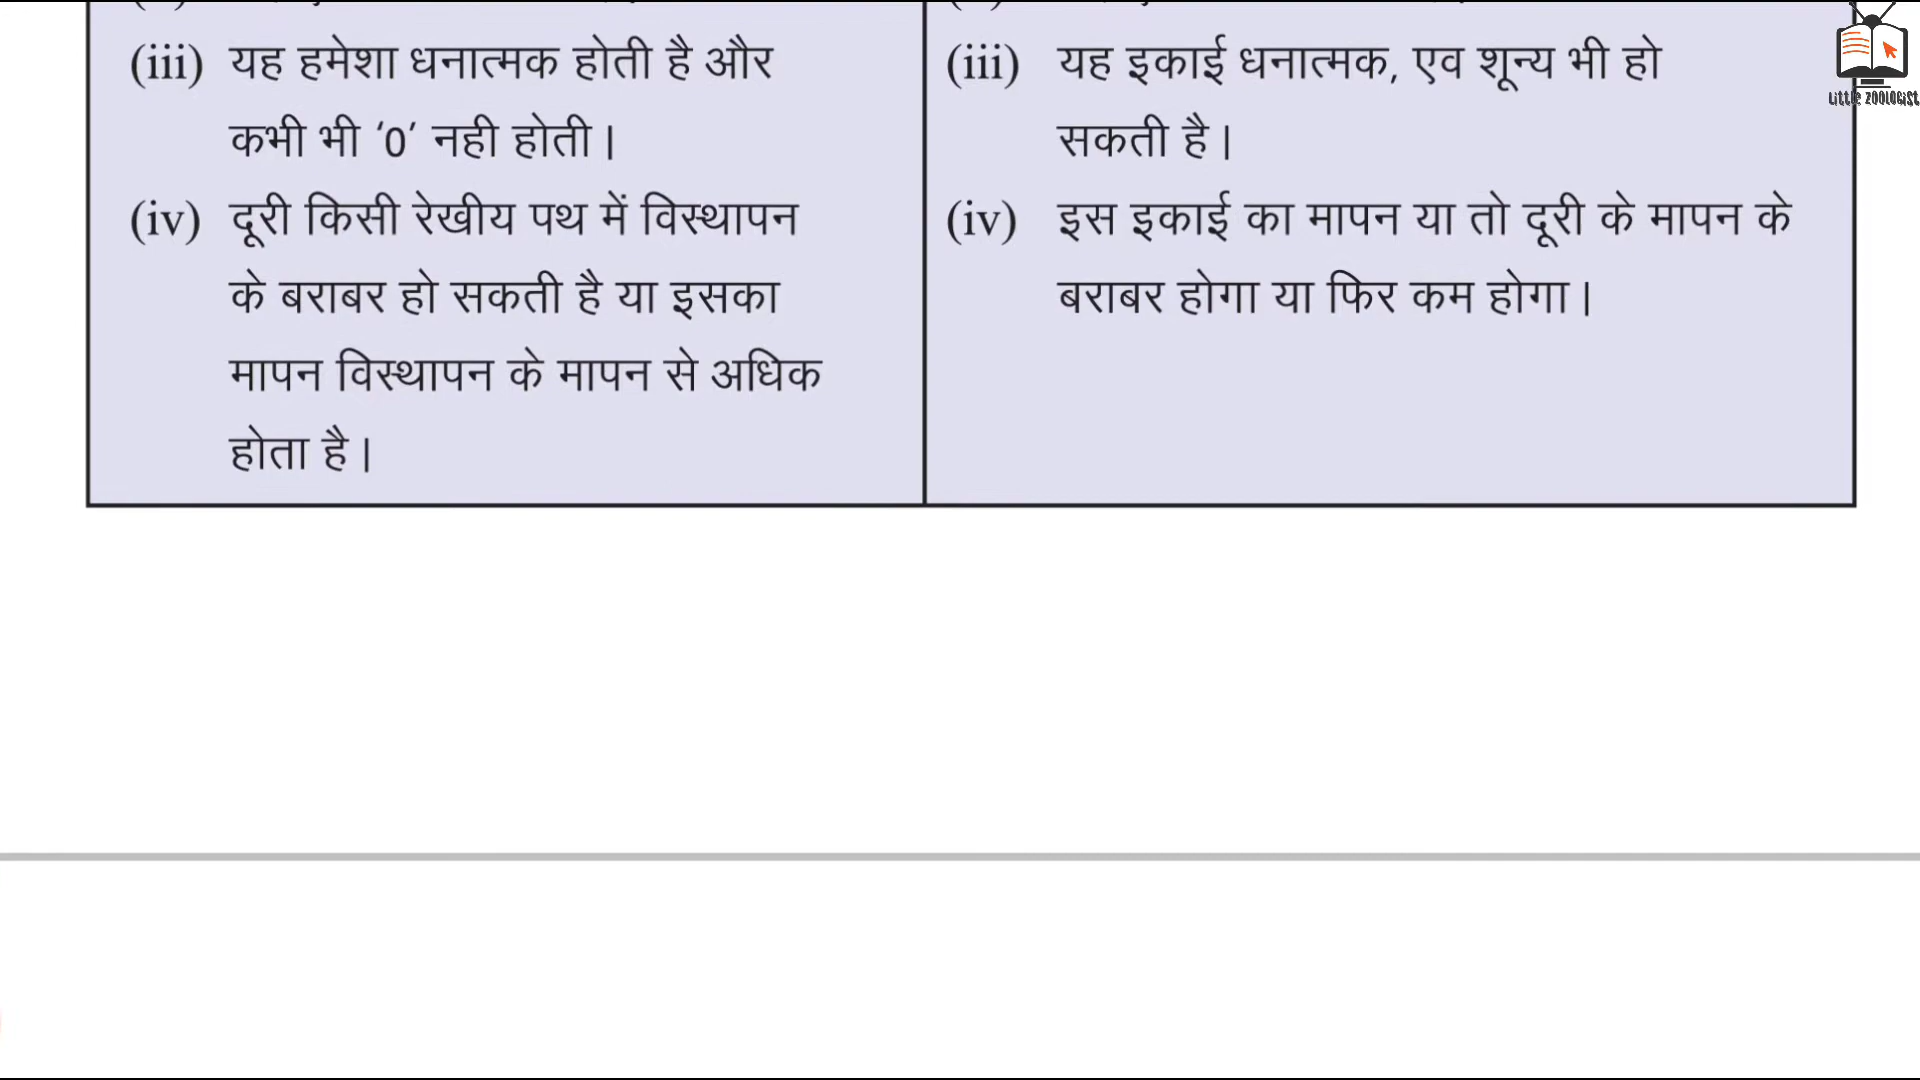 (iii) यह हमेशा धनात्मक होती है और
कभी भी ‘0’ नही होती।
(iv) दूरी किसी रेखीय पथ में विस्थापन
के बराबर हो सकती है या इसका
मापन विस्थापन के मापन से अधिक
होता है।
(iii) यह इकाई धनात्मक, एव शून्य भी हो
सकती है।
(iv) इस इकाई का मापन या तो दूरी के मापन के
बराबर होगा या फिर कम होगा।
Little ZOOLOGIST